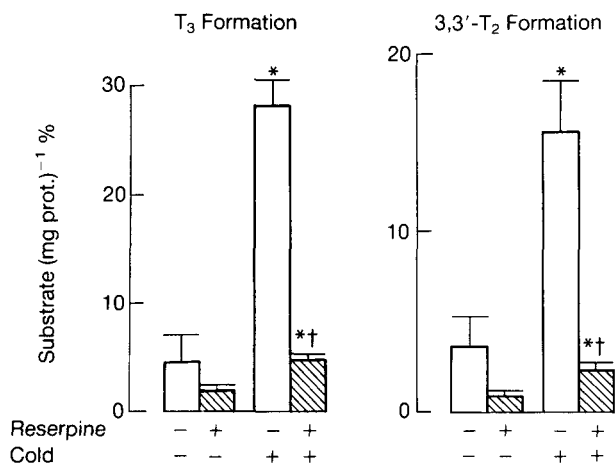 T₃ Formation
3,3′-T₂ Formation
Substrate (mg prot.)⁻¹ %
30
20
10
0
*
*†
20
10
0
*
*†
Reserpine − + − + − + − +
Cold − − + + − − + +